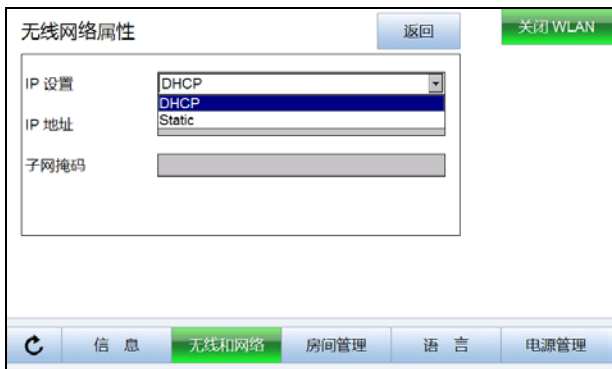 无线网络属性
返回
关闭 WLAN
IP 设置
DHCP
DHCP
Static
IP 地址
子网掩码
信 息
无线和网络
房间管理
语 言
电源管理